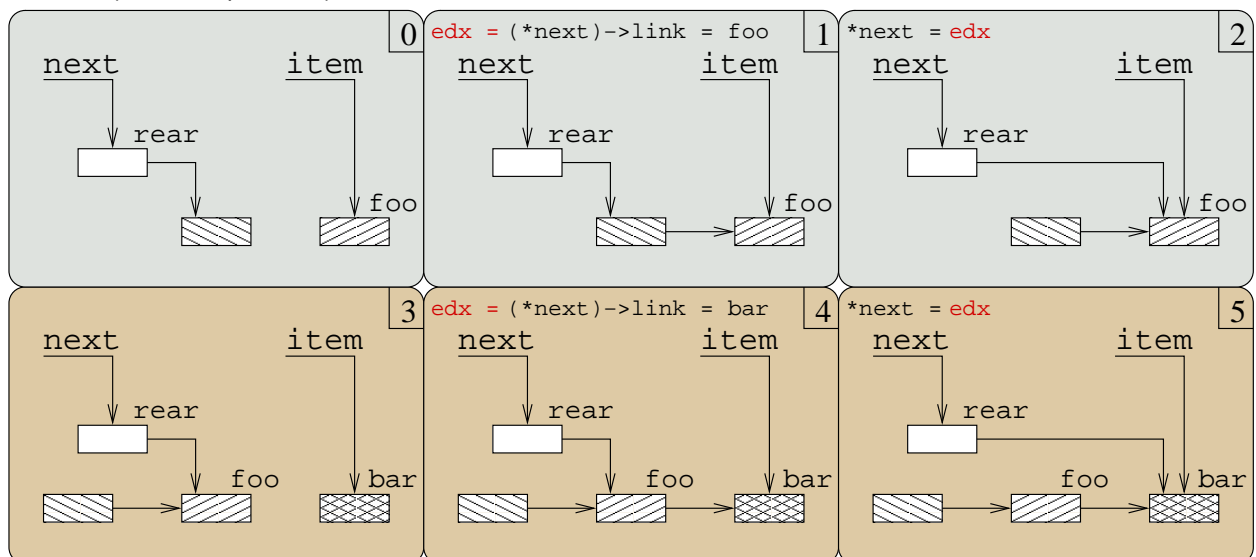 0
next item
rear
foo
edx = (*next)->link = foo 1
next item
rear
foo
*next = edx 2
next item
rear
foo
3
next item
rear
foo bar
edx = (*next)->link = bar 4
next item
rear
foo bar
*next = edx 5
next item
rear
foo bar